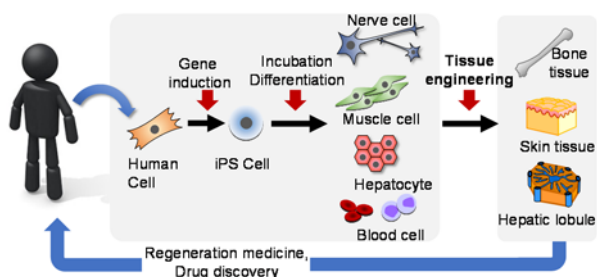 Nerve cell
Gene
induction
Incubation
Differentiation
Tissue
engineering
Bone
tissue
Muscle cell
Human
Cell
iPS Cell
Skin tissue
Hepatocyte
Hepatic lobule
Blood cell
Regeneration medicine,
Drug discovery